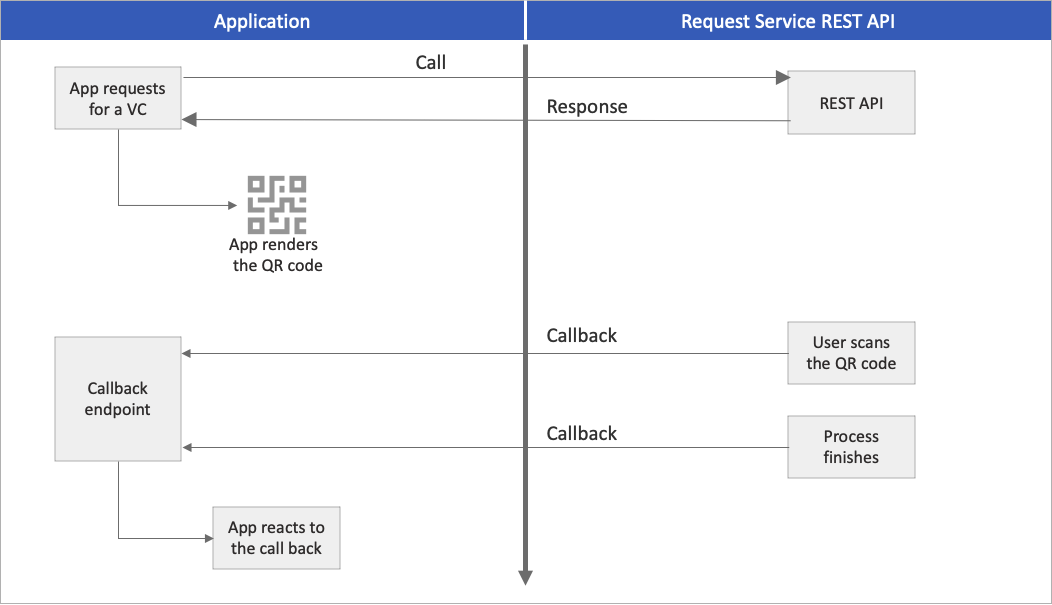 Application
Request Service REST API
Call
App requests
for a VC
REST API
Response
App renders
the QR code
Callback
User scans
the QR code
Callback
endpoint
Callback
Process
finishes
App reacts to
the call back